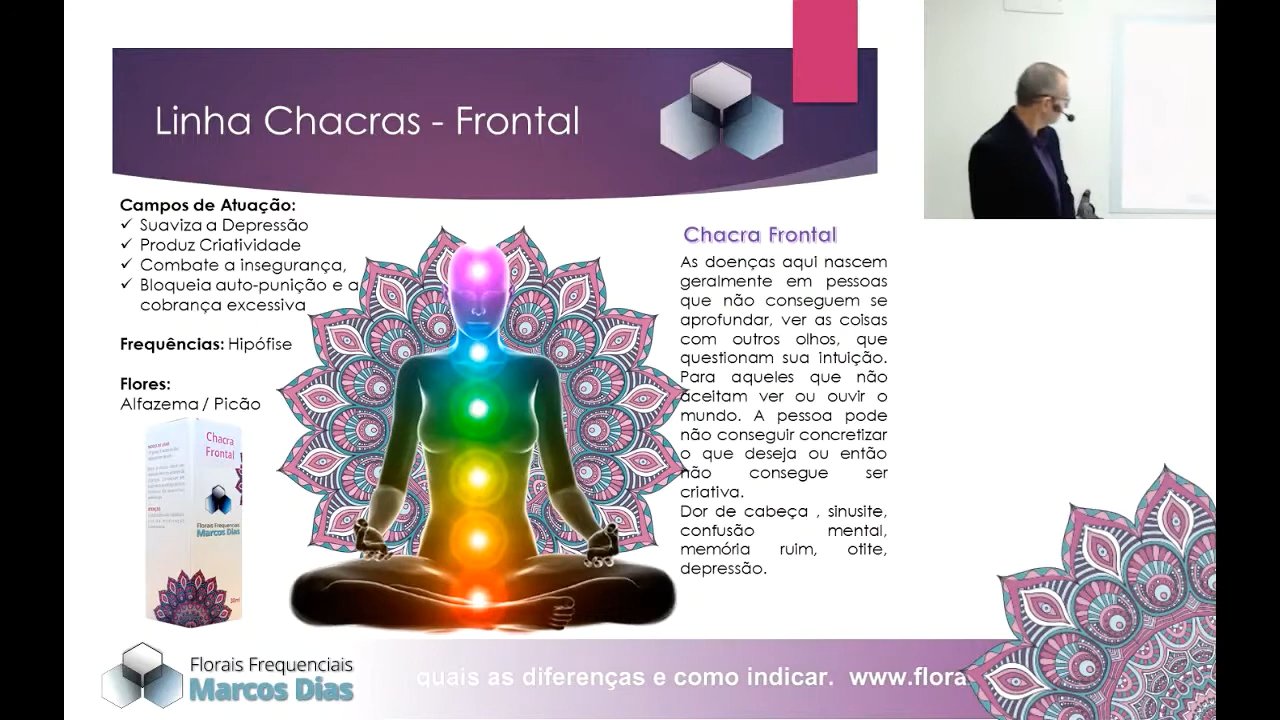 Linha Chacras - Frontal
Campos de Atuação:
✓ Suaviza a Depressão
✓ Produz Criatividade
✓ Combate a insegurança,
✓ Bloqueia auto-punição e a
cobrança excessiva
Frequências: Hipófise
Flores:
Alfazema / Picão
Chacra
Frontal
Florais Frequenciais
Marcos Dias
Chacra Frontal
As doenças aqui nascem
geralmente em pessoas
que não conseguem se
aprofundar, ver as coisas
com outros olhos, que
questionam sua intuição.
Para aqueles que não
aceitam ver ou ouvir o
mundo. A pessoa pode
não conseguir concretizar
o que deseja ou então
não consegue ser
criativa.
Dor de cabeça , sinusite,
confusão mental,
memória ruim, otite,
depressão.
Florais Frequenciais
Marcos Dias
quais as diferenças e como indicar. www.flora